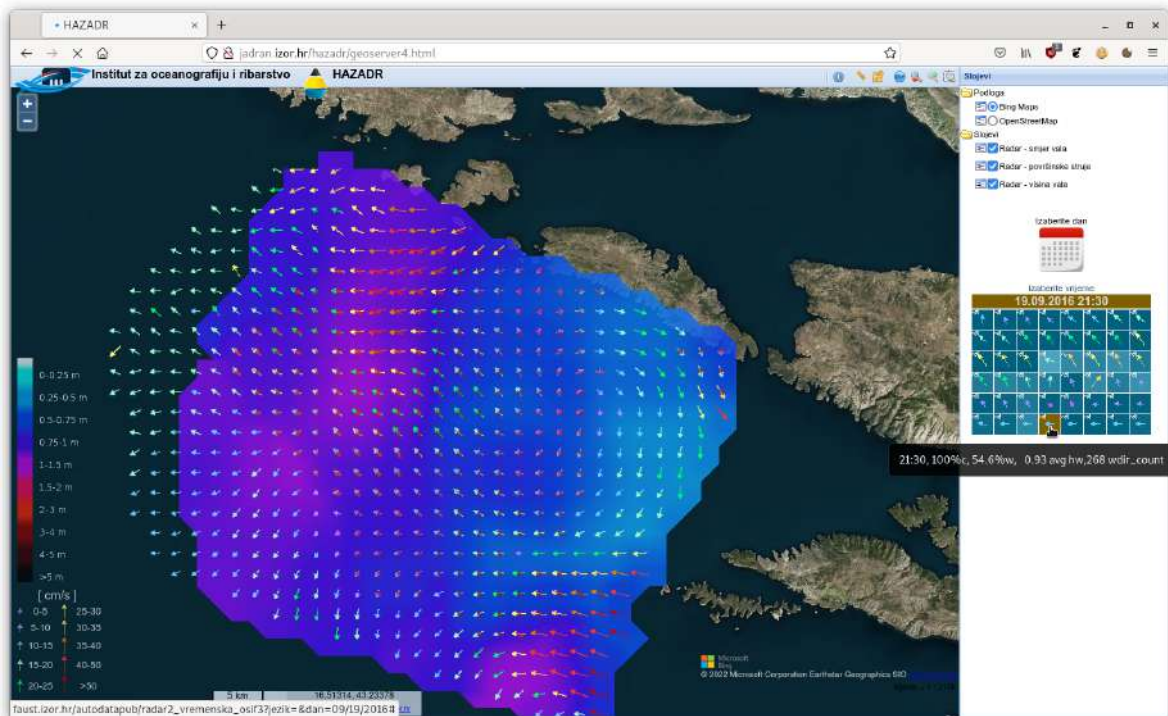 HAZADR
jadran.izor.hr/hazadr/geoserver4.html
Institut za oceanografiju i ribarstvo
HAZADR
Slojevi
Podloga
Bing Maps
OpenStreetMap
Slojevi
Radar - smjer vala
Radar - površinske struje
Radar - visina vala
Izaberite dan
Izaberite vrijeme
19.09.2016 21:30
21:30, 100%c, 54.6%w, 0.93 avg hw,268 wdir_count
0-0.25 m
0.25-0.5 m
0.5-0.75 m
0.75-1 m
1-1.5 m
1.5-2 m
2-3 m
3-4 m
4-5 m
>5 m
[ cm/s ]
0-5 25-30
5-10 30-35
10-15 35-40
15-20 40-50
20-25 >50
5 km
16,51314, 43,23378
Microsoft
Bing
© 2022 Microsoft Corporation Earthstar Geographics SIO
faust.izor.hr/autodatapub/radar2_vremenska_osif3?jezik=&dan=09/19/2016#